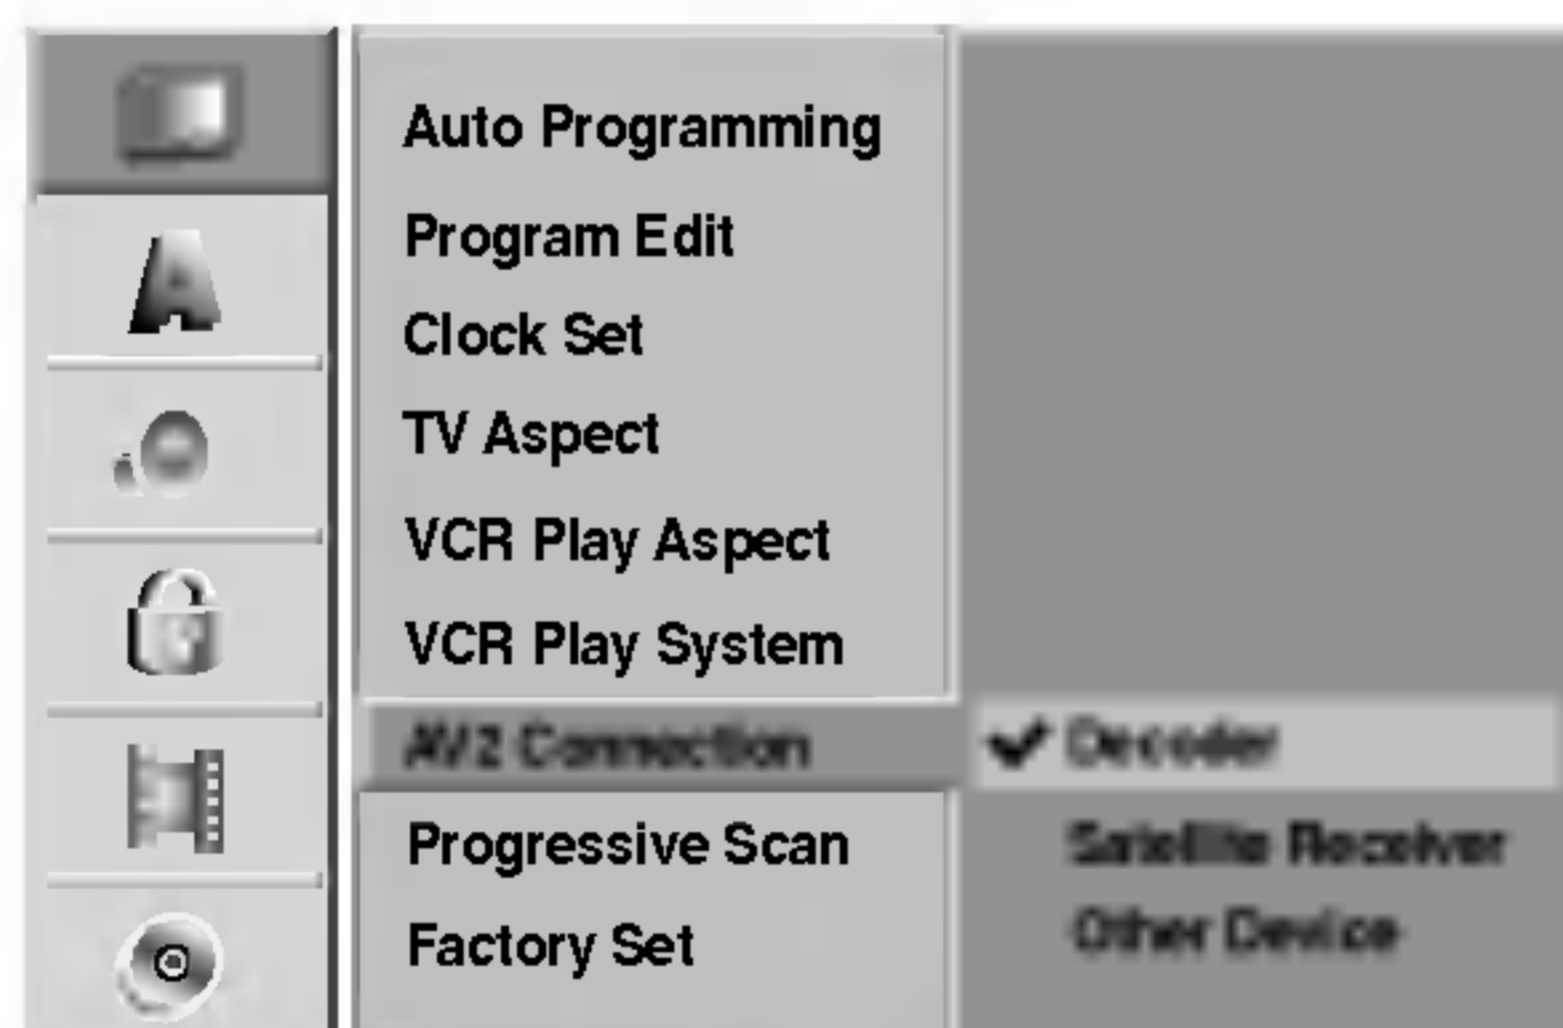 Auto Programming
Program Edit
Clock Set
TV Aspect
VCR Play Aspect
VCR Play System
AV2 Connection
Decoder
Progressive Scan
Satellite Receiver
Factory Set
Other Device